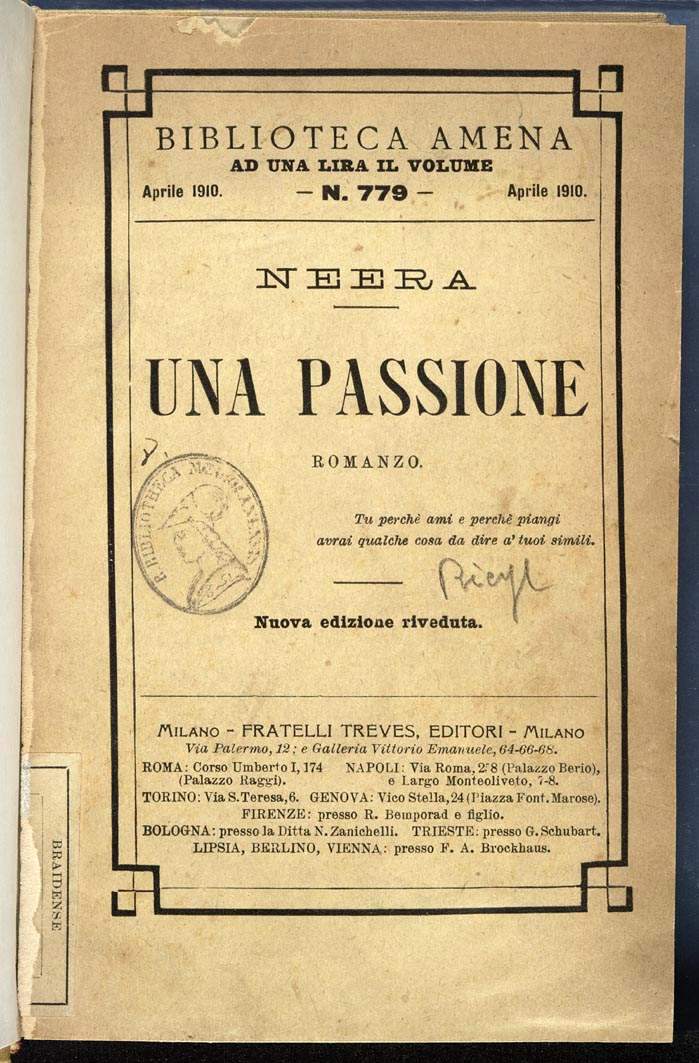 BIBLIOTECA AMENA
AD UNA LIRA IL VOLUME
Aprile 1910. — N. 779 — Aprile 1910.
NEERA
UNA PASSIONE
ROMANZO.
R. BIBLIOTHECA MEDIOLANENSIS
Tu perchè ami e perchè piangi
avrai qualche cosa da dire a' tuoi simili.
Nuova edizione riveduta.
MILANO - FRATELLI TREVES, EDITORI - MILANO
Via Palermo, 12; e Galleria Vittorio Emanuele, 64-66-68.
ROMA: Corso Umberto I, 174 NAPOLI: Via Roma, 258 (Palazzo Berio),
(Palazzo Raggi). e Largo Monteoliveto, 7-8.
TORINO: Via S. Teresa, 6. GENOVA: Vico Stella, 24 (Piazza Font. Marose).
FIRENZE: presso R. Bemporad e figlio.
BOLOGNA: presso la Ditta N. Zanichelli. TRIESTE: presso G. Schubart.
LIPSIA, BERLINO, VIENNA: presso F. A. Brockhaus.
BRAIDENSE